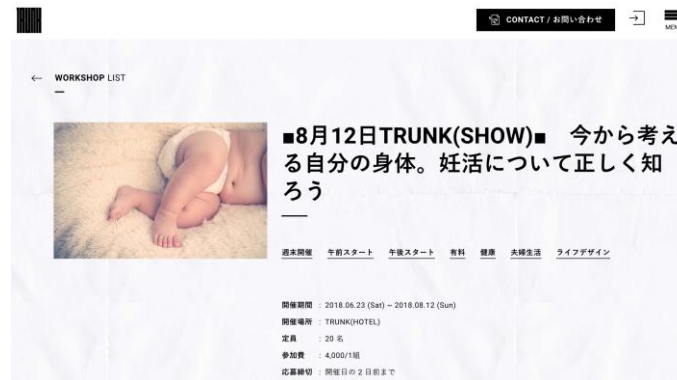 TRUNK
CONTACT / お問い合わせ
MEN
← WORKSHOP LIST
■8月12日TRUNK(SHOW)■　今から考え
る自分の身体。妊活について正しく知
ろう
週末開催 午前スタート 午後スタート 有料 健康 夫婦生活 ライフデザイン
開催期間 : 2018.06.23 (Sat) ~ 2018.08.12 (Sun)
開催場所 : TRUNK(HOTEL)
定員 : 20 名
参加費 : 4,000/1組
応募締切 : 開催日の 2 日前まで